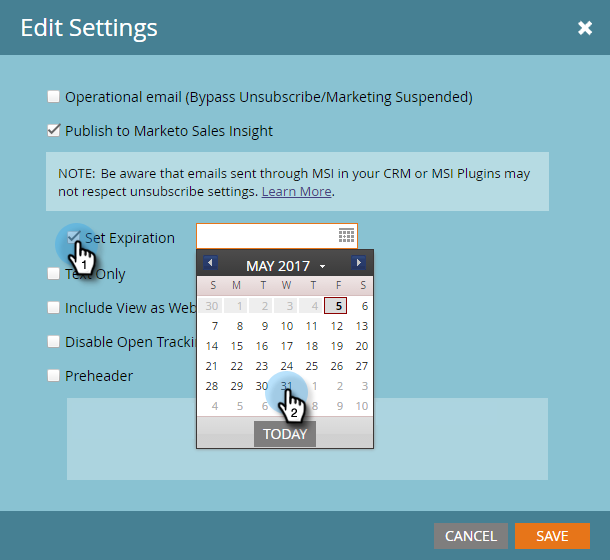 Edit Settings
Operational email (Bypass Unsubscribe/Marketing Suspended)
Publish to Marketo Sales Insight
NOTE: Be aware that emails sent through MSI in your CRM or MSI Plugins may
not respect unsubscribe settings. Learn More.
Set Expiration
1
MAY 2017
S M T W T F S
30 1 2 3 4 5 6
7 8 9 10 11 12 13
14 15 16 17 18 19 20
21 22 23 24 25 26 27
28 29 30 31 1 2 3
4 5 6 8 9 10
2
TODAY
Text Only
Include View as Web
Disable Open Trackin
Preheader
CANCEL
SAVE